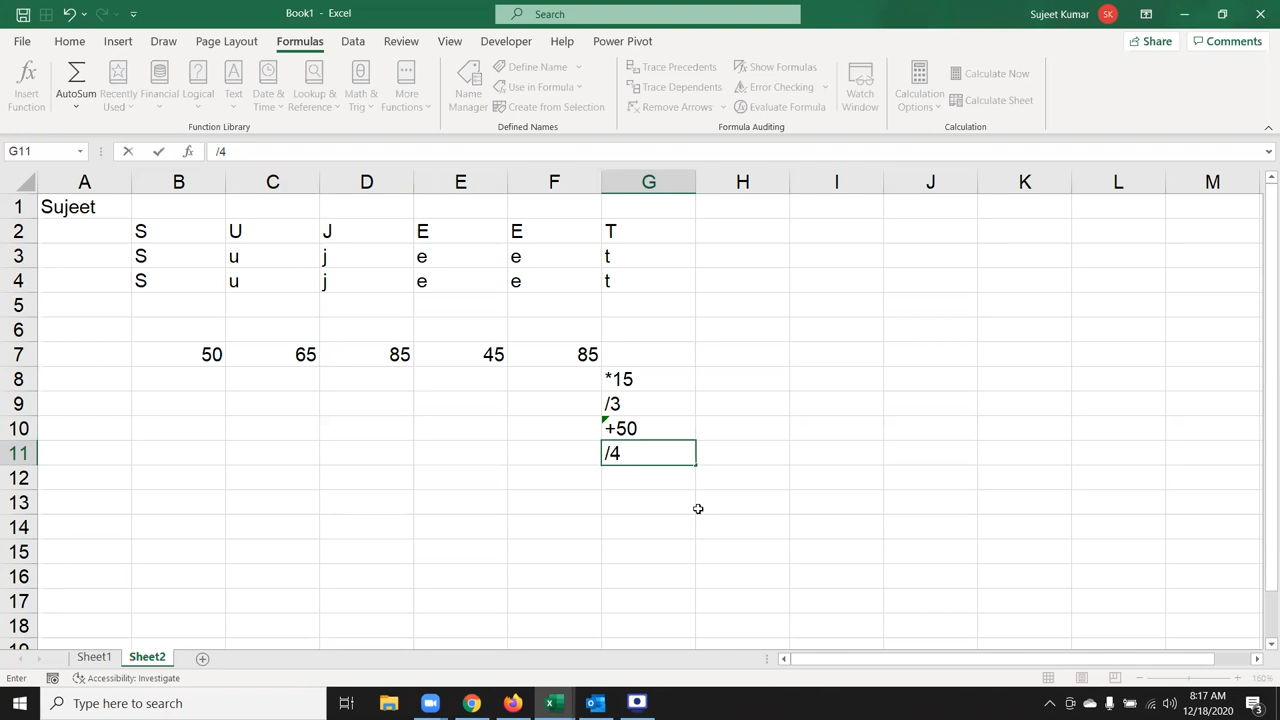 Book1 - Excel
Search
Sujeet Kumar
SK
File Home Insert Draw Page Layout Formulas Data Review View Developer Help Power Pivot
Share
Comments
Insert Function
AutoSum
Recently Used
Financial
Logical
Text
Date & Time
Lookup & Reference
Math & Trig
More Functions
Function Library
Name Manager
Define Name
Use in Formula
Create from Selection
Defined Names
Trace Precedents
Trace Dependents
Remove Arrows
Show Formulas
Error Checking
Evaluate Formula
Formula Auditing
Watch Window
Calculation Options
Calculate Now
Calculate Sheet
Calculation
G11
fx
/4
A B C D E F G H I J K L M
1 Sujeet
2 S U J E E T
3 S u j e e t
4 S u j e e t
5
6
7 50 65 85 45 85
8 *15
9 /3
10 +50
11 /4
12
13
14
15
16
17
18
19
Sheet1 Sheet2
Enter
Accessibility: Investigate
160%
Type here to search
8:17 AM
12/18/2020
3